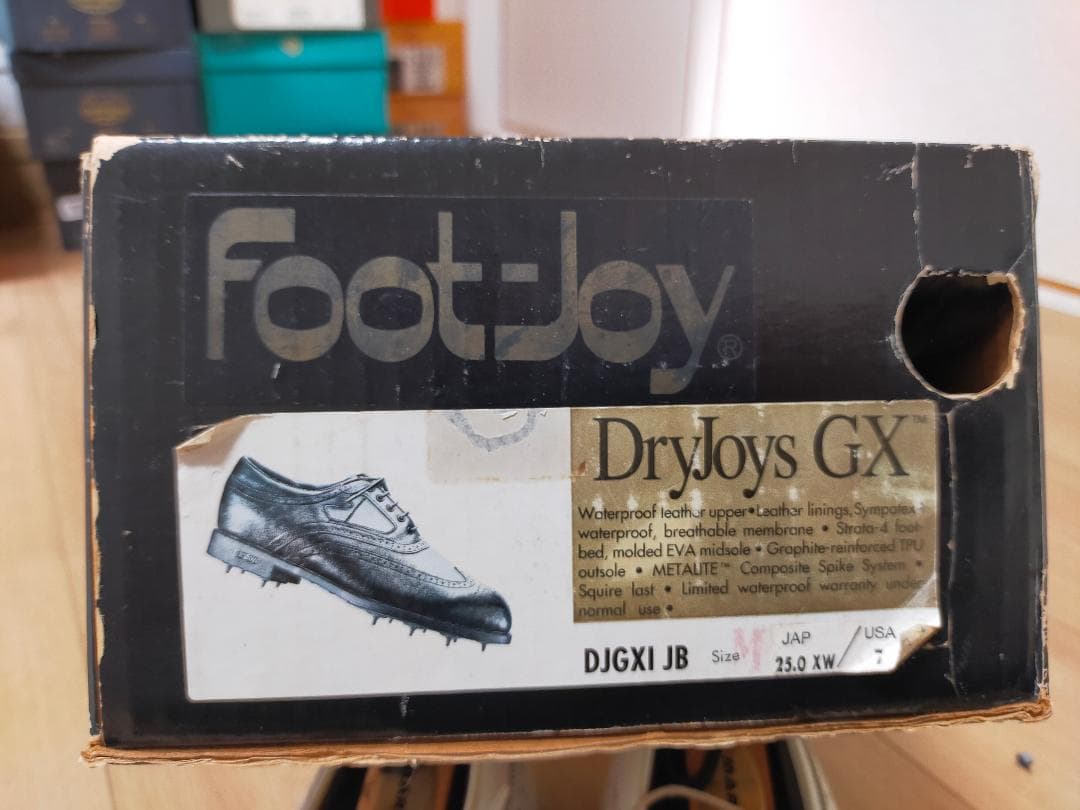 Foot-Joy®
DryJoys GX™
Waterproof leather upper • Leather linings, Sympatex
waterproof, breathable membrane • Strata-4 foot-
bed, molded EVA midsole • Graphite-reinforced TPU
outsole • METALITE™ Composite Spike System •
Squire last • Limited waterproof warranty under
normal use •
DJGXI JB Size M JAP / USA
25.0 XW 7